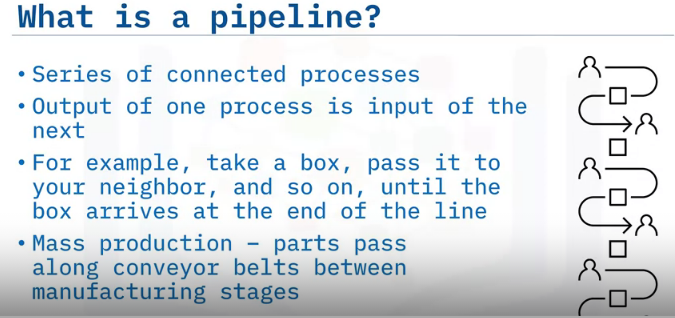 What is a pipeline?
• Series of connected processes
• Output of one process is input of the
next
• For example, take a box, pass it to
your neighbor, and so on, until the
box arrives at the end of the line
• Mass production – parts pass
along conveyor belts between
manufacturing stages